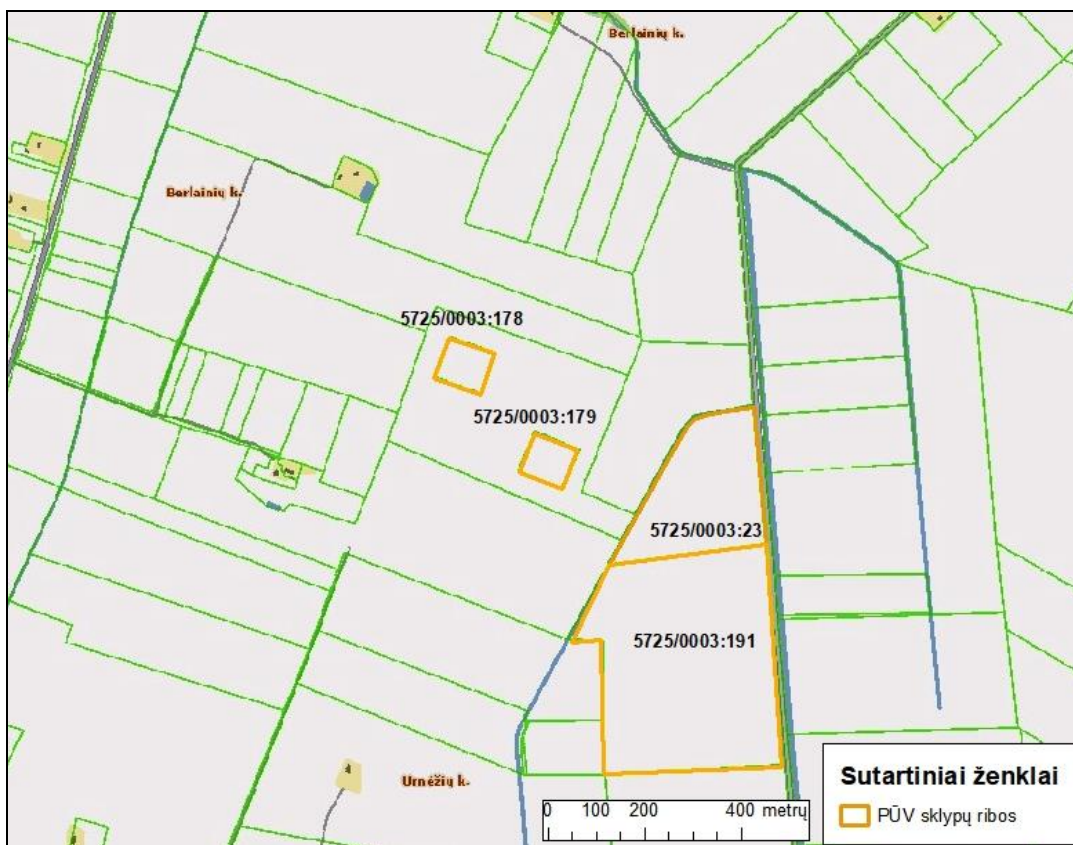 Berlainių k.
Berlainių k.
5725/0003:178
5725/0003:179
5725/0003:23
5725/0003:191
Urnėžių k.
0 100 200 400 metrų
Sutartiniai ženklai
PŪV sklypų ribos